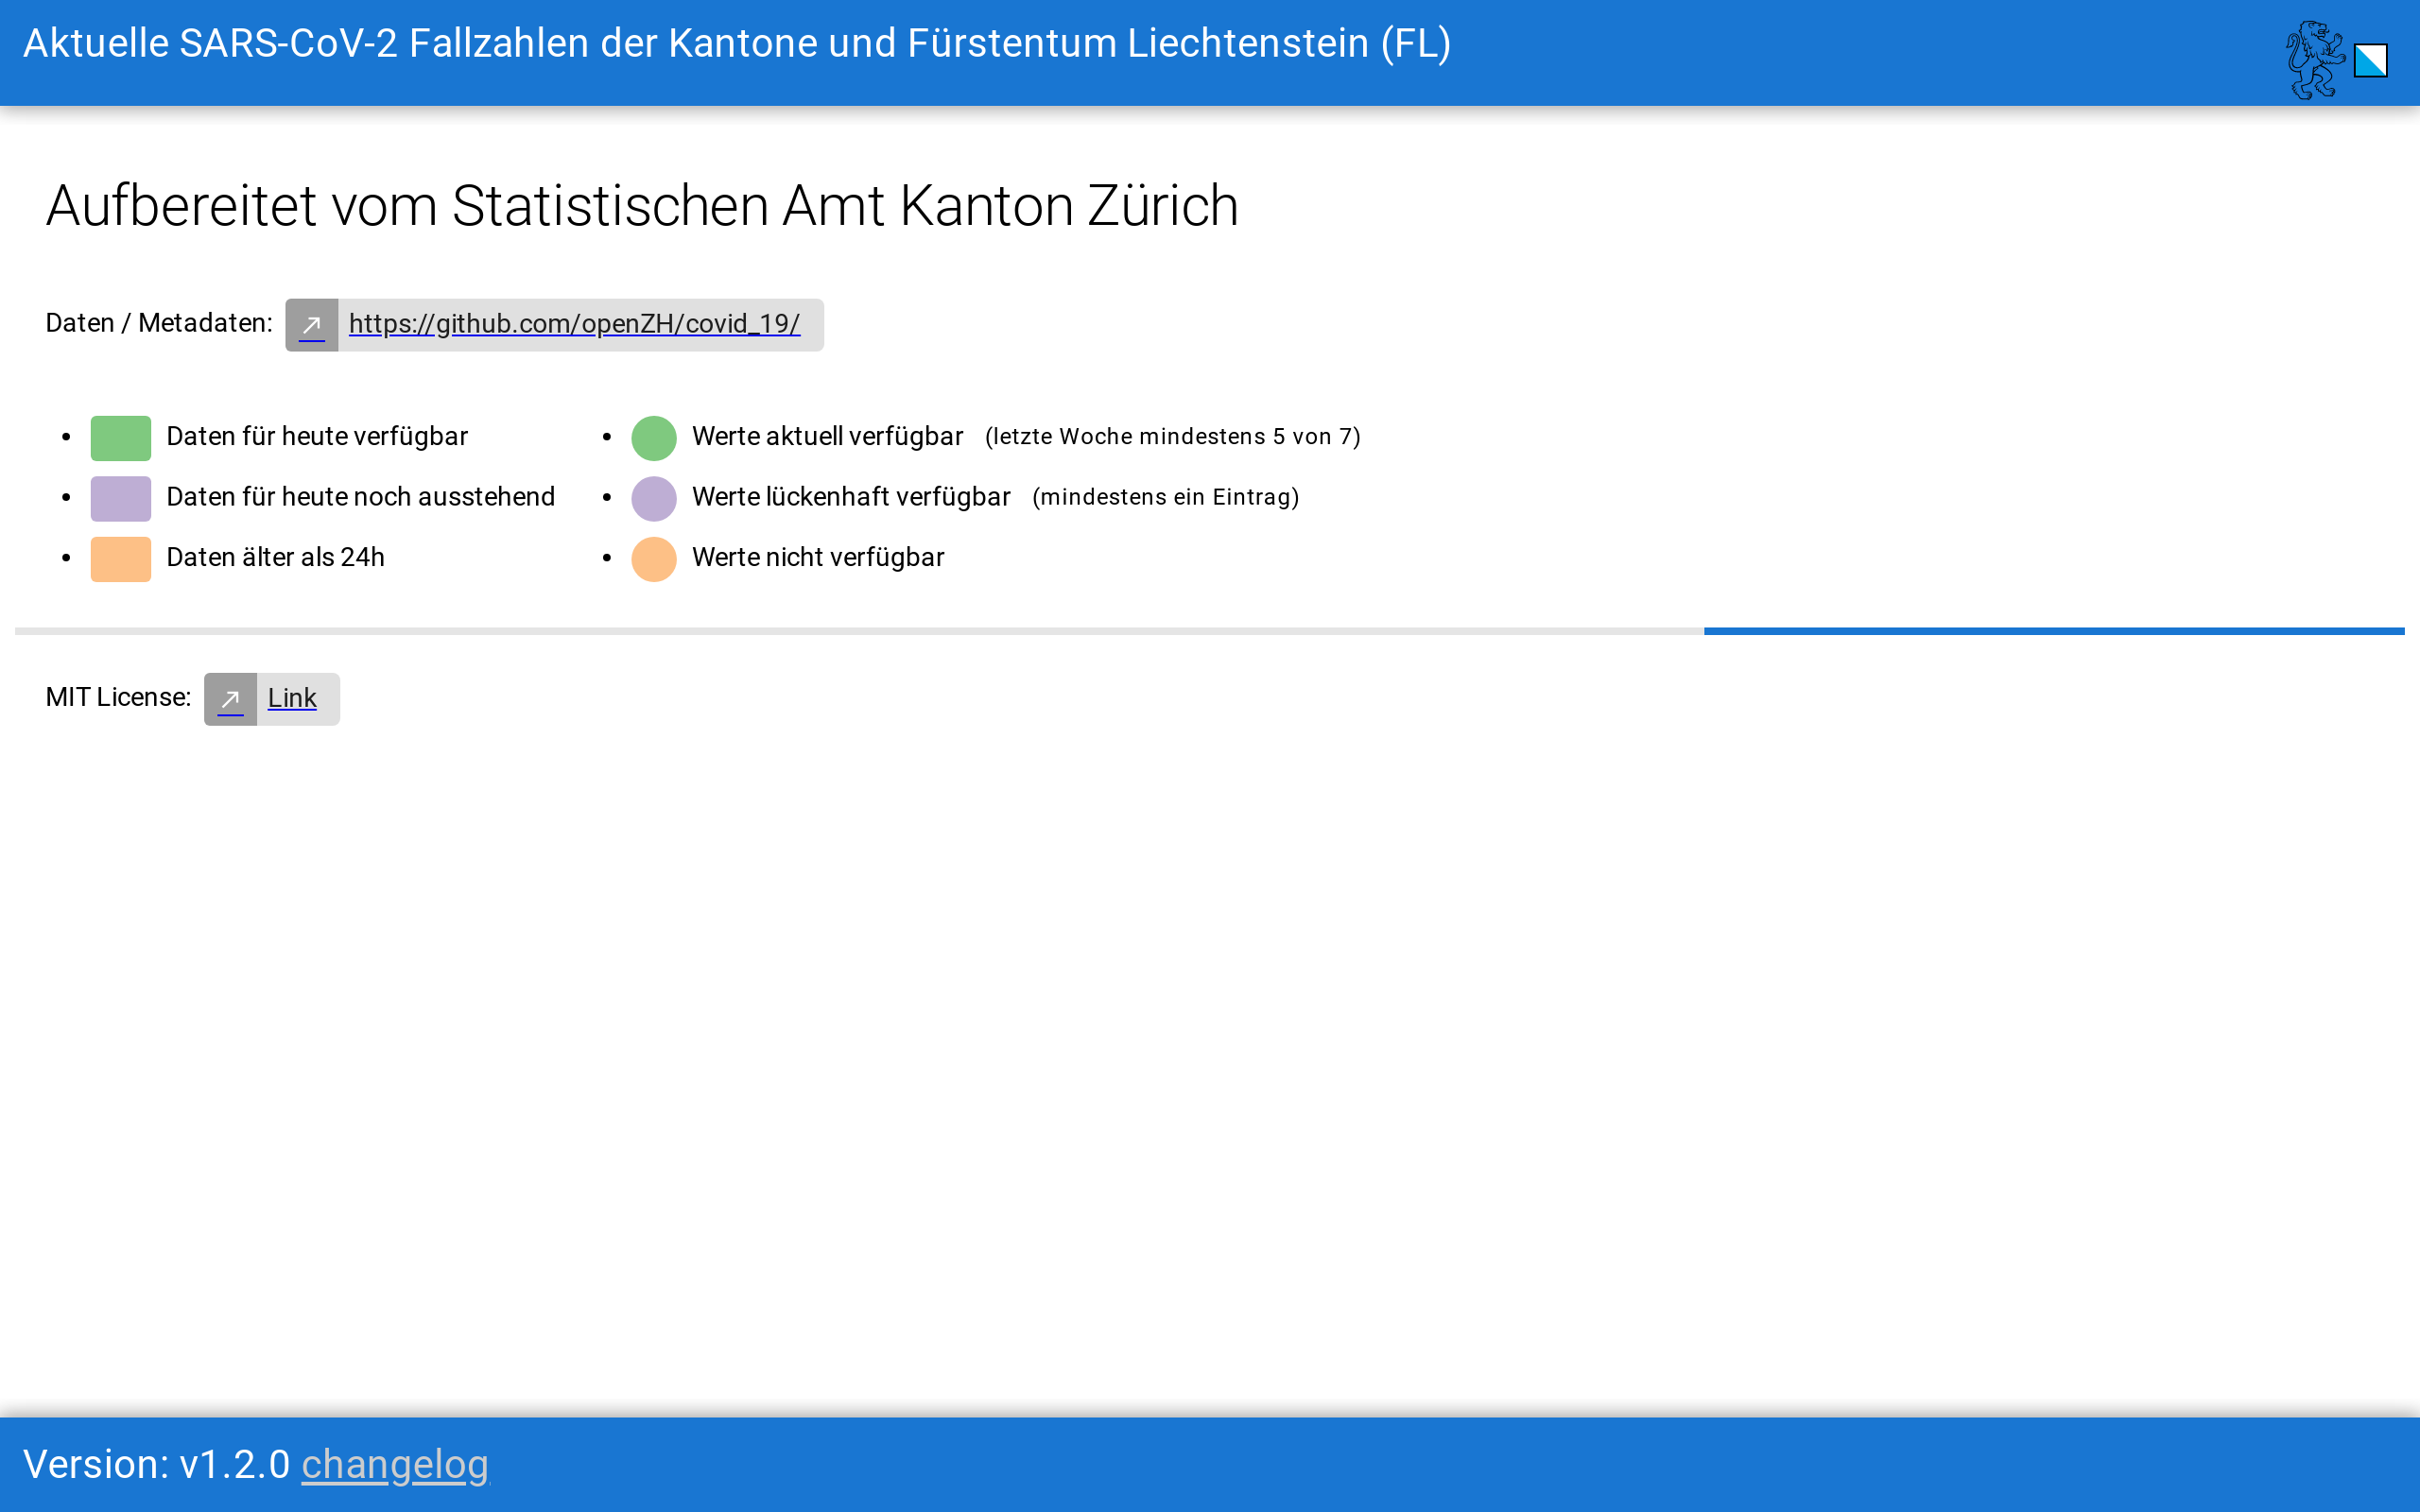 Aktuelle SARS-CoV-2 Fallzahlen der Kantone und Fürstentum Liechtenstein (FL)
Aufbereitet vom Statistischen Amt Kanton Zürich
Daten / Metadaten: https://github.com/openZH/covid_19/
Daten für heute verfügbar
Daten für heute noch ausstehend
Daten älter als 24h
Werte aktuell verfügbar (letzte Woche mindestens 5 von 7)
Werte lückenhaft verfügbar (mindestens ein Eintrag)
Werte nicht verfügbar
MIT License: Link
Version: v1.2.0 changelog